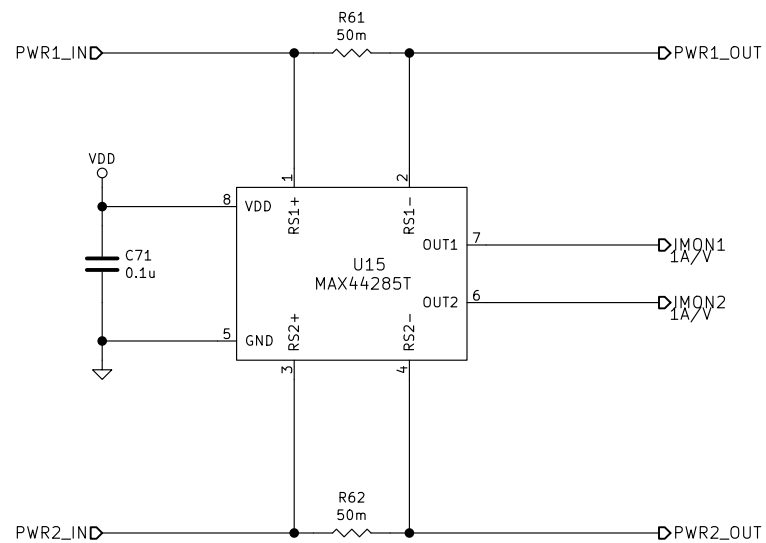 R61
50m
PWR1_IN
PWR1_OUT
VDD
1
2
8
VDD
RS1+
RS1-
C71
0.1u
OUT1
7
IMON1
1A/V
U15
MAX44285T
OUT2
6
IMON2
1A/V
5
GND
RS2+
RS2-
3
4
R62
50m
PWR2_IN
PWR2_OUT